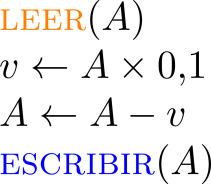 LEER(A)
v ← A × 0,1
A ← A − v
ESCRIBIR(A)